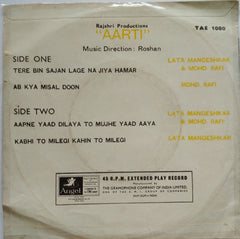 Rajshri Productions'
"AARTI"
TAE 1080
Music Direction: Roshan
SIDE ONE
TERE BIN SAJAN LAGE NA JIYA HAMAR
LATA MANGESHKAR
& MOHD. RAFI
AB KYA MISAL DOON
MOHD. RAFI
SIDE TWO
AAPNE YAAD DILAYA TO MUJHE YAAD AAYA
LATA MANGESHKAR
& MOHD. RAFI
KABHI TO MILEGI KAHIN TO MILEGI
LATA MANGESHKAR
Angel
45 R.P.M. EXTENDED PLAY RECORD
THE GRAMOPHONE COMPANY OF INDIA LIMITED